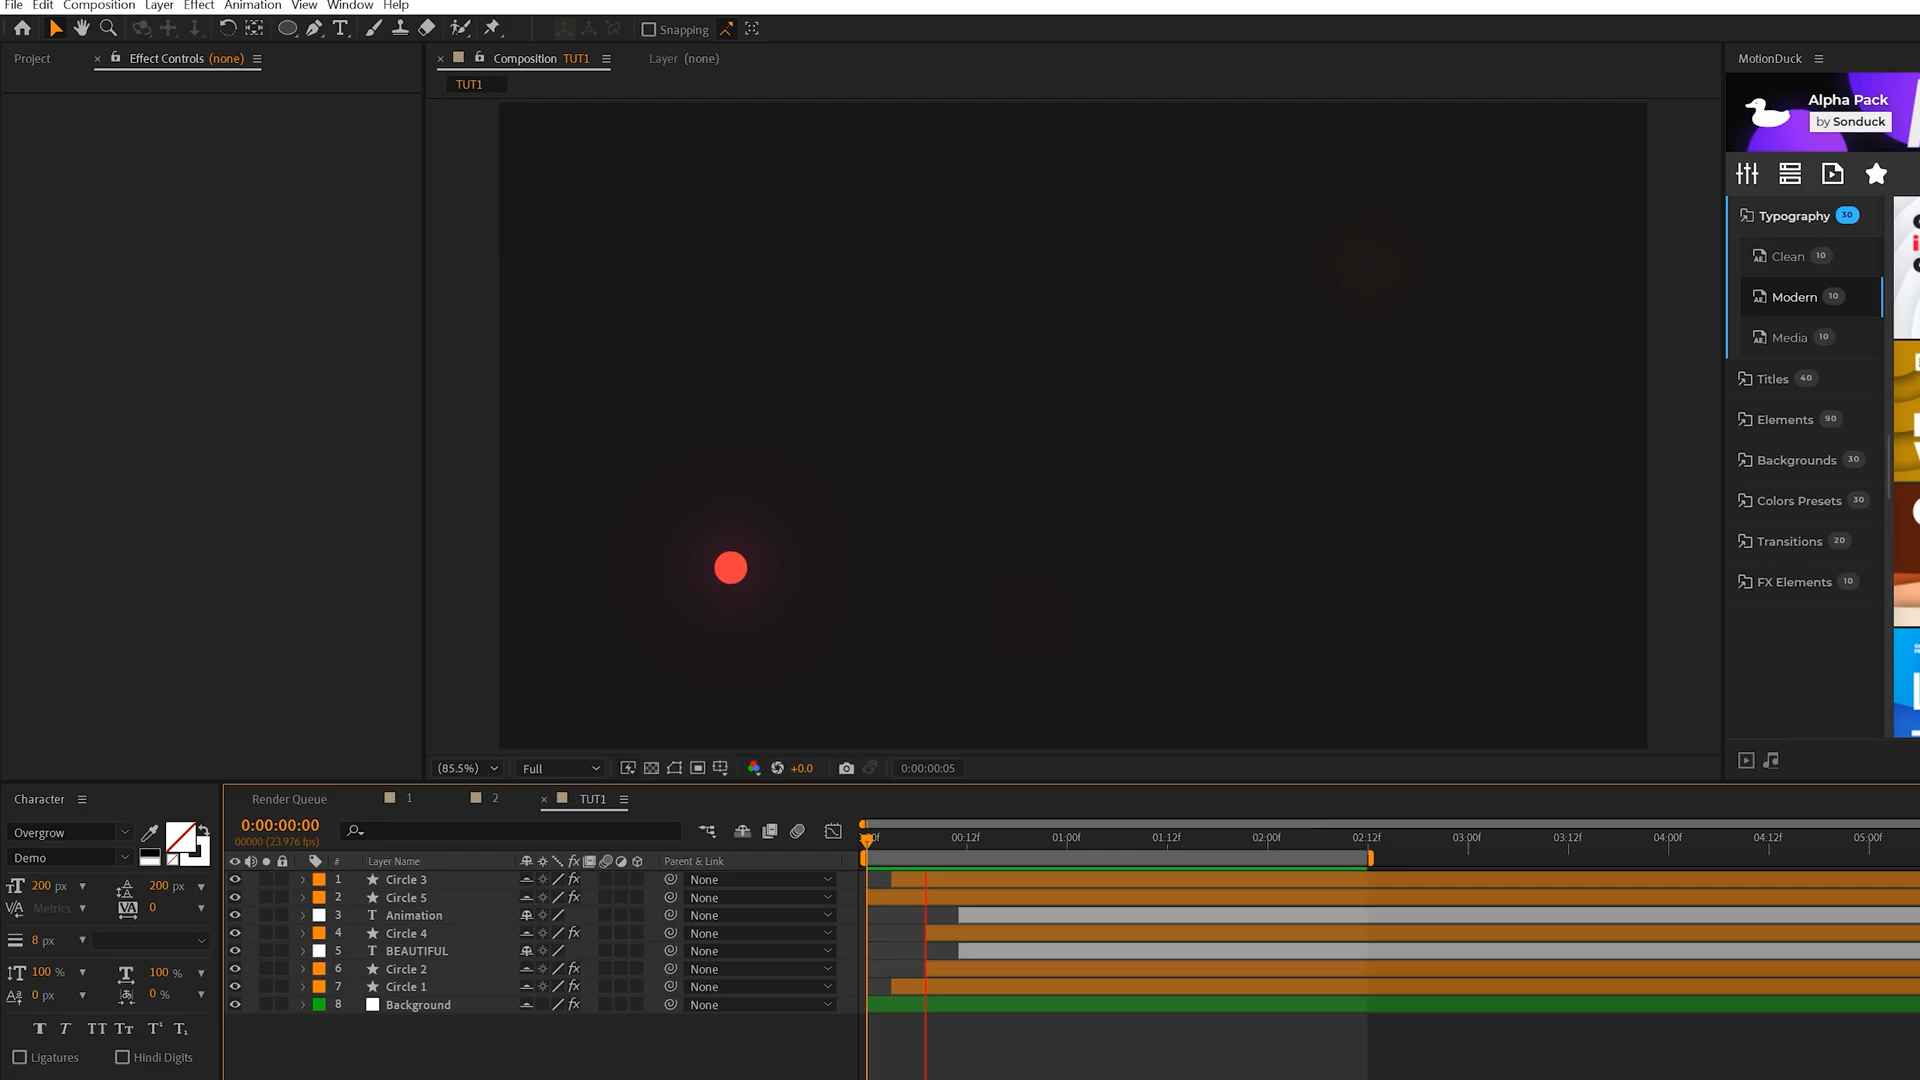 File Edit Composition Layer Effect Animation View Window Help
Snapping
Project
× Effect Controls (none)
× Composition TUT1
Layer (none)
MotionDuck
TUT1
Alpha Pack
by Sonduck
Typography 30
Clean 10
Modern 10
Media 10
Titles 40
Elements 90
Backgrounds 30
Colors Presets 30
Transitions 20
FX Elements 10
(85.5%) Full +0.0 0:00:00:05
Character
Render Queue 1 2 × TUT1
Overgrow
Demo
200 px 200 px
Metrics 0
8 px
100 % 100 %
0 px 0 %
Ligatures Hindi Digits
0:00:00:00
00000 (23.976 fps)
00:12f 01:00f 01:12f 02:00f 02:12f 03:00f 03:12f 04:00f 04:12f 05:00f
# Layer Name fx Parent & Link
1 Circle 3 fx None
2 Circle 5 fx None
3 T Animation None
4 Circle 4 fx None
5 T BEAUTIFUL None
6 Circle 2 fx None
7 Circle 1 fx None
8 Background fx None